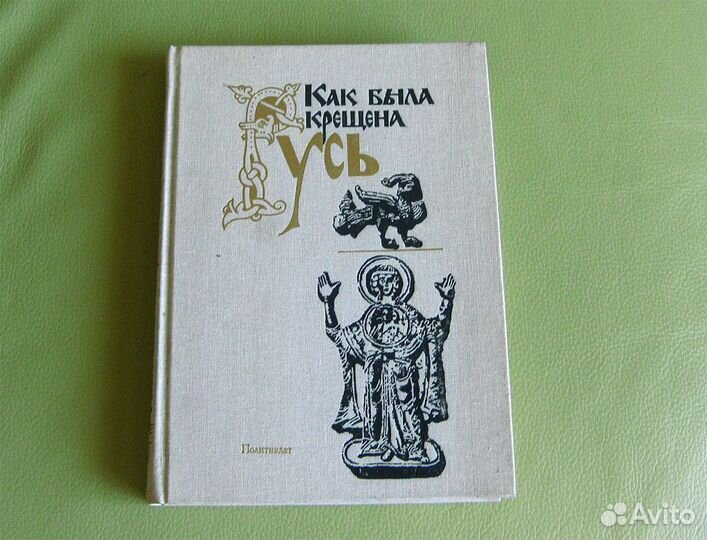 Как была
крещена
Русь
Политиздат
Avito